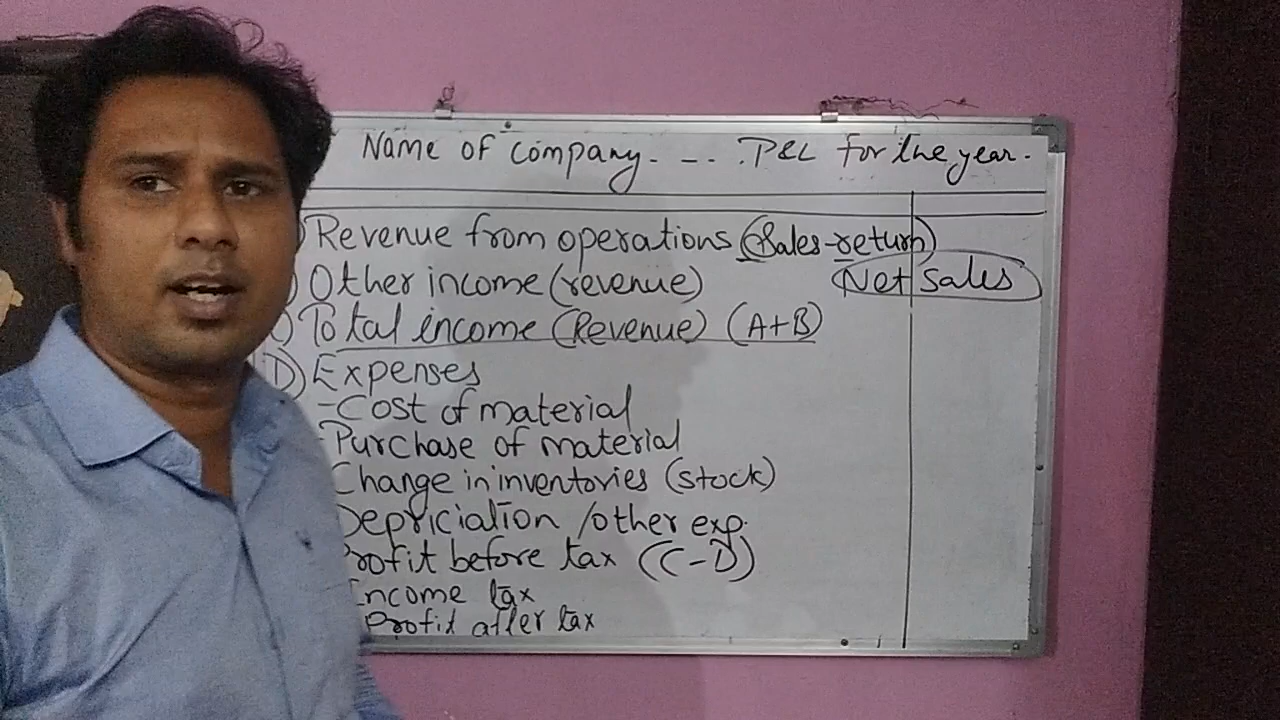 Name of company. -- . P&L for the year.
) Revenue from operations (Sales-return)
) Other income (revenue)
Net sales
) Total income (Revenue) (A+B)
D) Expenses
-Cost of material
-Purchase of material
Change in inventories (stock)
Depriciation /other exp.
Profit before tax (C-D)
Income tax
Profit after tax